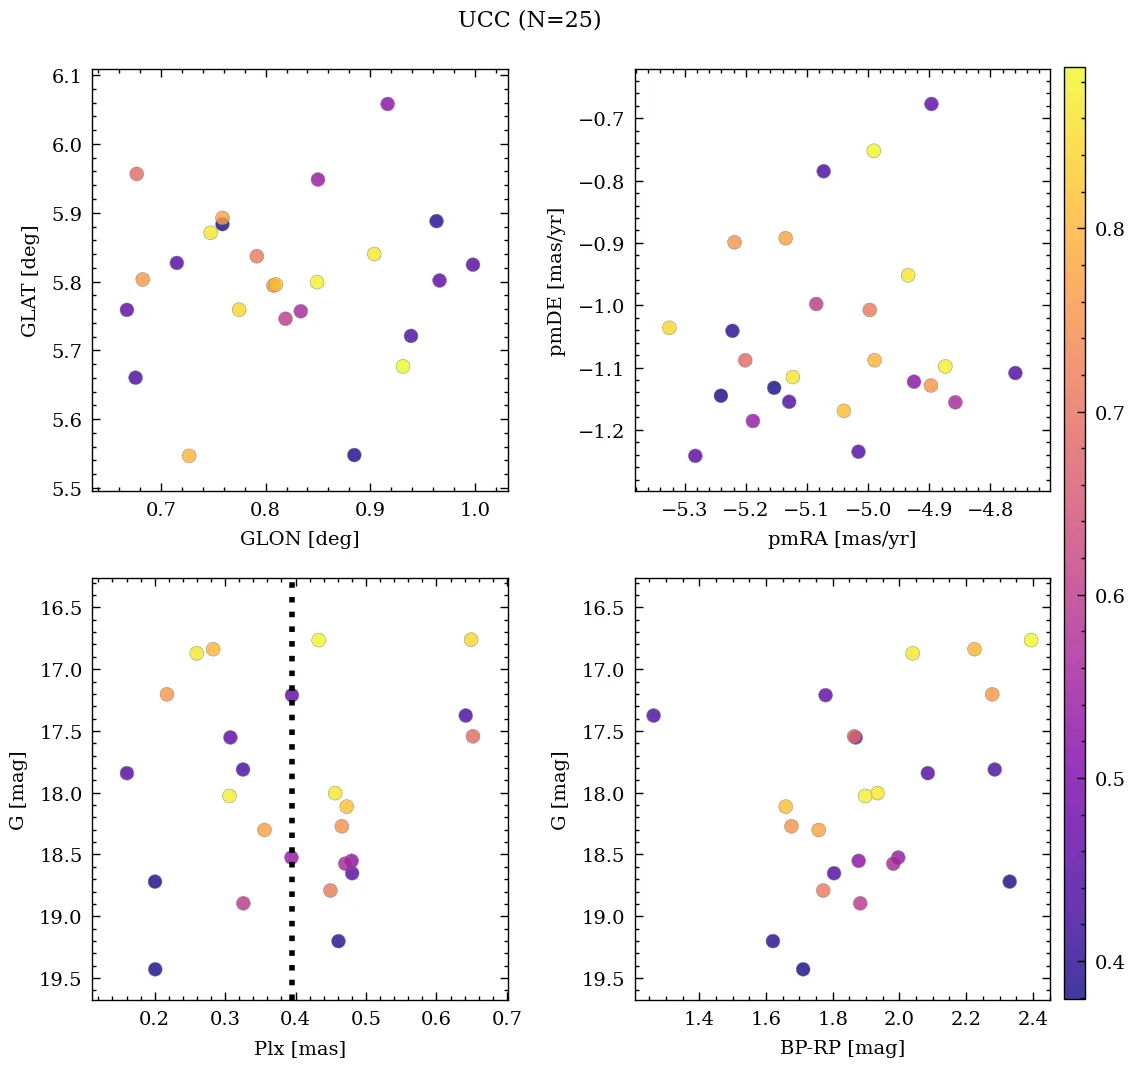 UCC (N=25)
6.1
6.0
5.9
5.8
5.7
5.6
5.5
GLAT [deg]
0.7 0.8 0.9 1.0
GLON [deg]
−0.7
−0.8
−0.9
−1.0
−1.1
−1.2
pmDE [mas/yr]
−5.3 −5.2 −5.1 −5.0 −4.9 −4.8
pmRA [mas/yr]
16.5
17.0
17.5
18.0
18.5
19.0
19.5
G [mag]
0.2 0.3 0.4 0.5 0.6 0.7
Plx [mas]
16.5
17.0
17.5
18.0
18.5
19.0
19.5
G [mag]
1.4 1.6 1.8 2.0 2.2 2.4
BP-RP [mag]
0.8
0.7
0.6
0.5
0.4